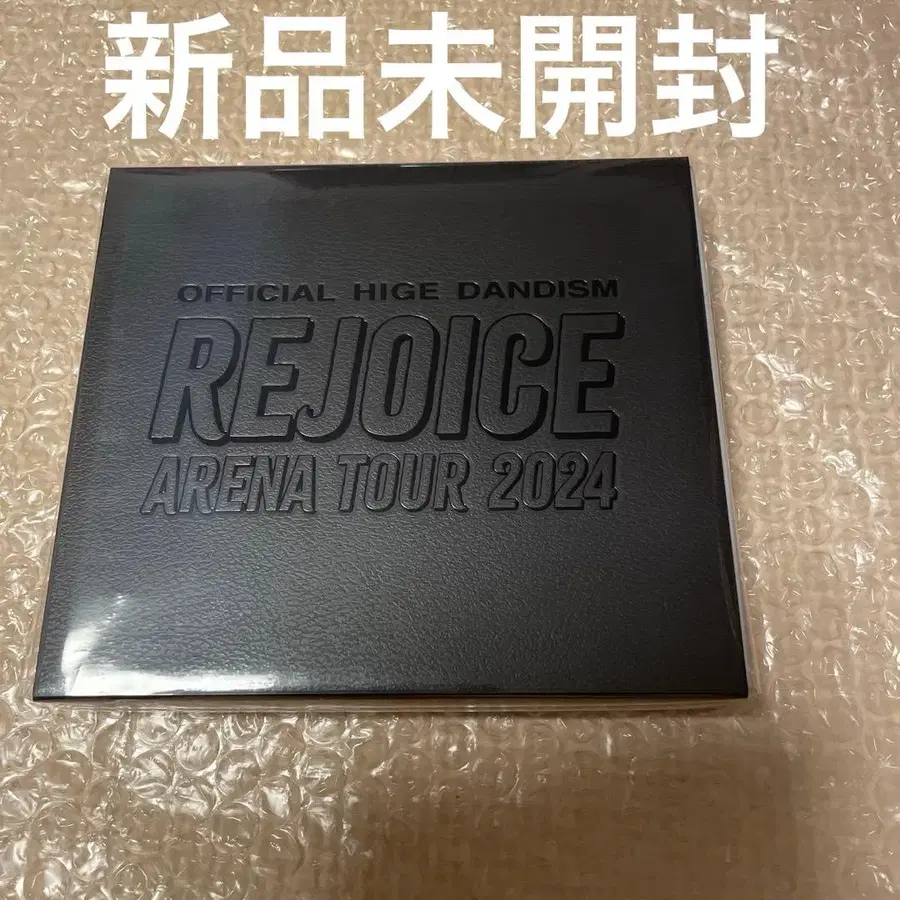 新品未開封
OFFICIAL HIGE DANDISM
REJOICE
ARENA TOUR 2024